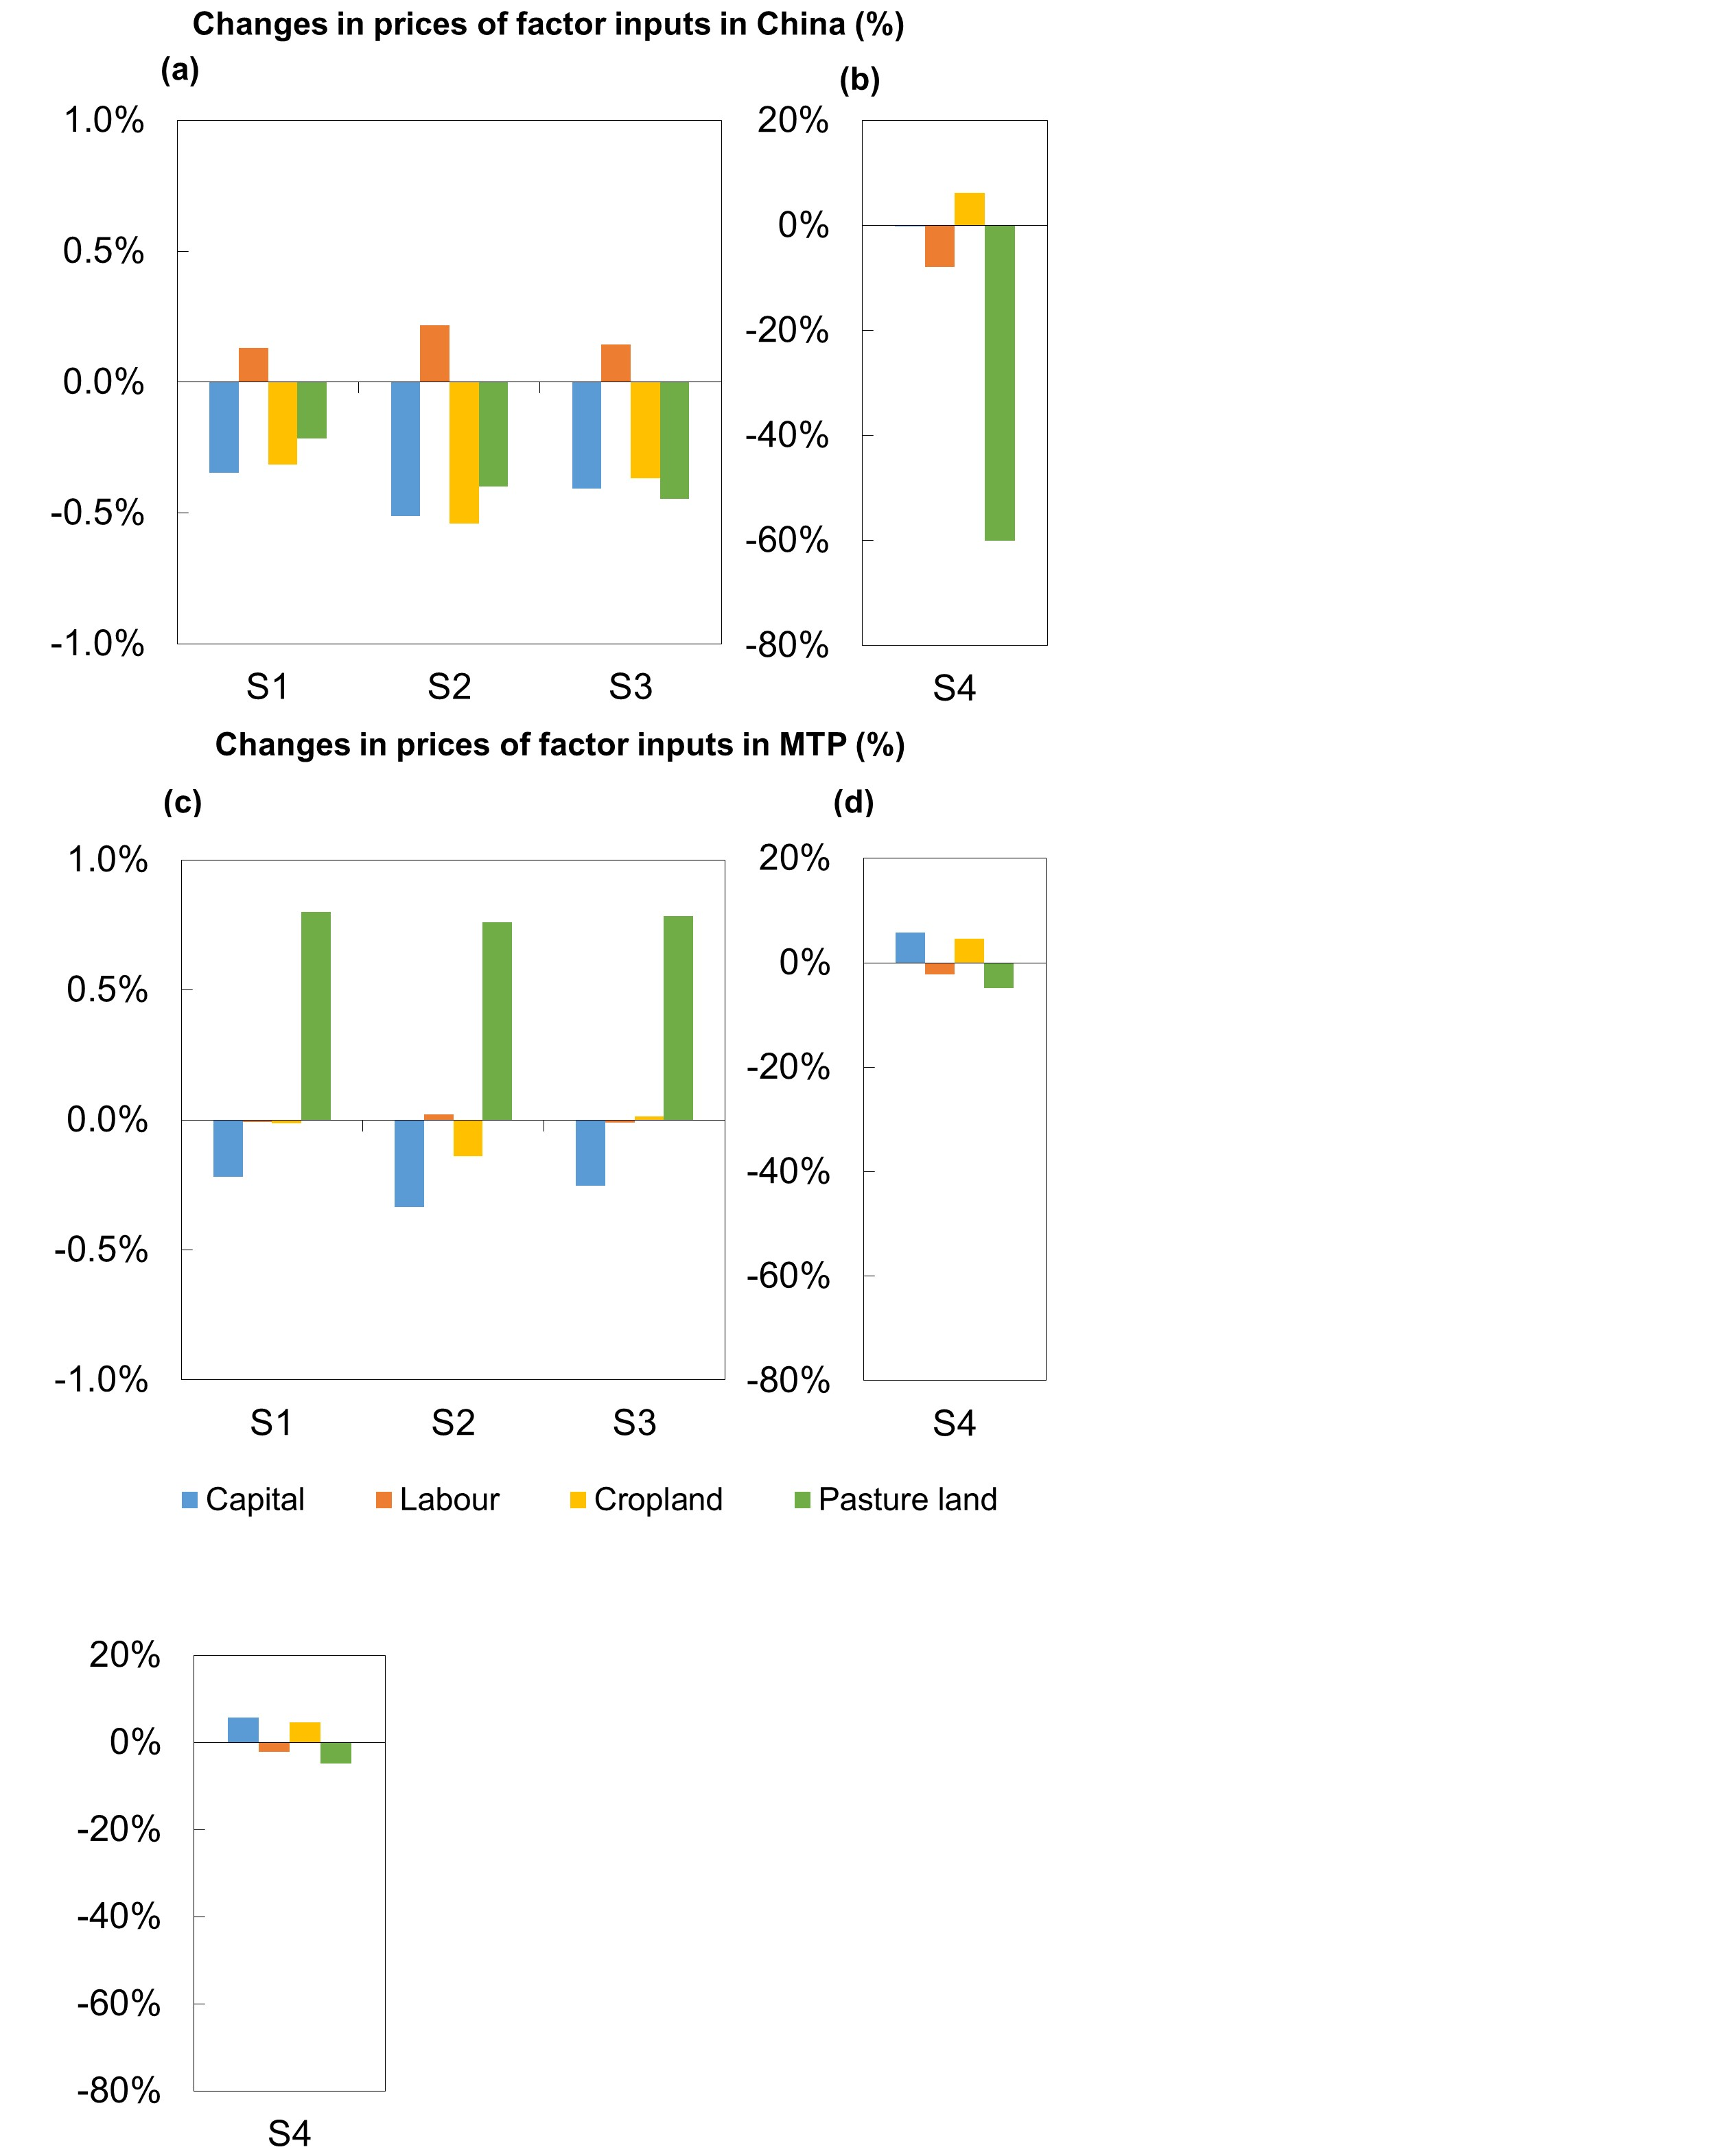 Changes in prices of factor inputs in China (%)
(a)
(b)
1.0%
0.5%
0.0%
-0.5%
-1.0%
S1 S2 S3
20%
0%
-20%
-40%
-60%
-80%
S4
Changes in prices of factor inputs in MTP (%)
(c)
(d)
1.0%
0.5%
0.0%
-0.5%
-1.0%
S1 S2 S3
20%
0%
-20%
-40%
-60%
-80%
S4
Capital Labour Cropland Pasture land
20%
0%
-20%
-40%
-60%
-80%
S4